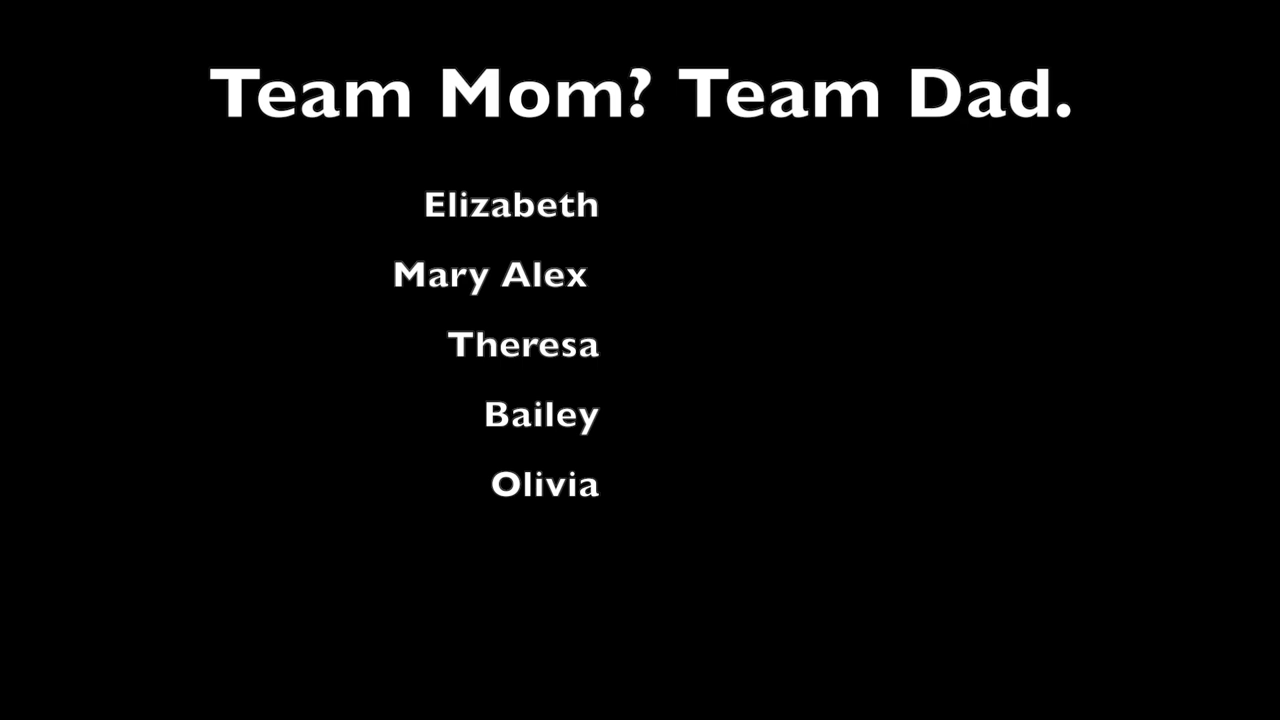 Team Mom? Team Dad.
Elizabeth
Mary Alex
Theresa
Bailey
Olivia